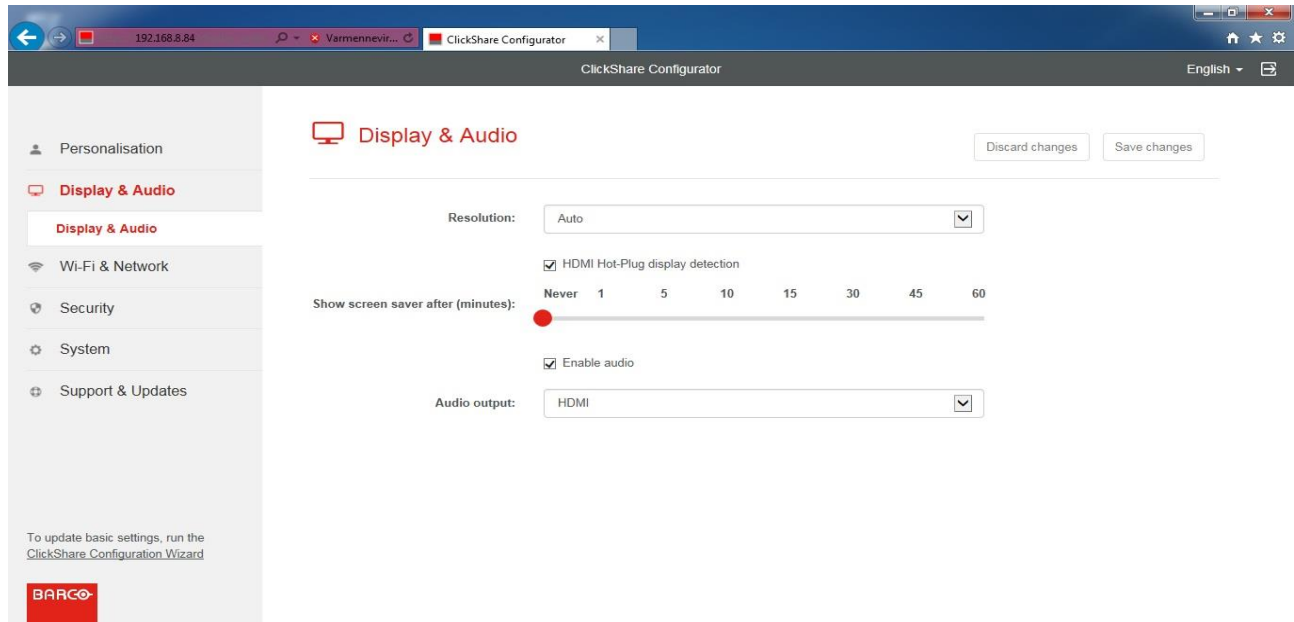 192.168.8.84
Varmennevir...
ClickShare Configurator
ClickShare Configurator
English
Personalisation
Display & Audio
Display & Audio
Wi-Fi & Network
Security
System
Support & Updates
To update basic settings, run the
ClickShare Configuration Wizard
BARCO
Display & Audio
Discard changes
Save changes
Resolution: Auto
HDMI Hot-Plug display detection
Show screen saver after (minutes): Never 1 5 10 15 30 45 60
Enable audio
Audio output: HDMI